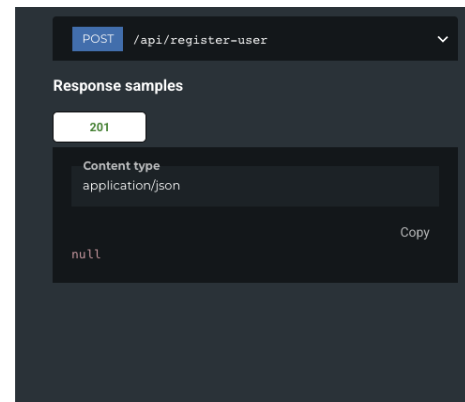 POST /api/register-user
Response samples
201
Content type
application/json
Copy
null